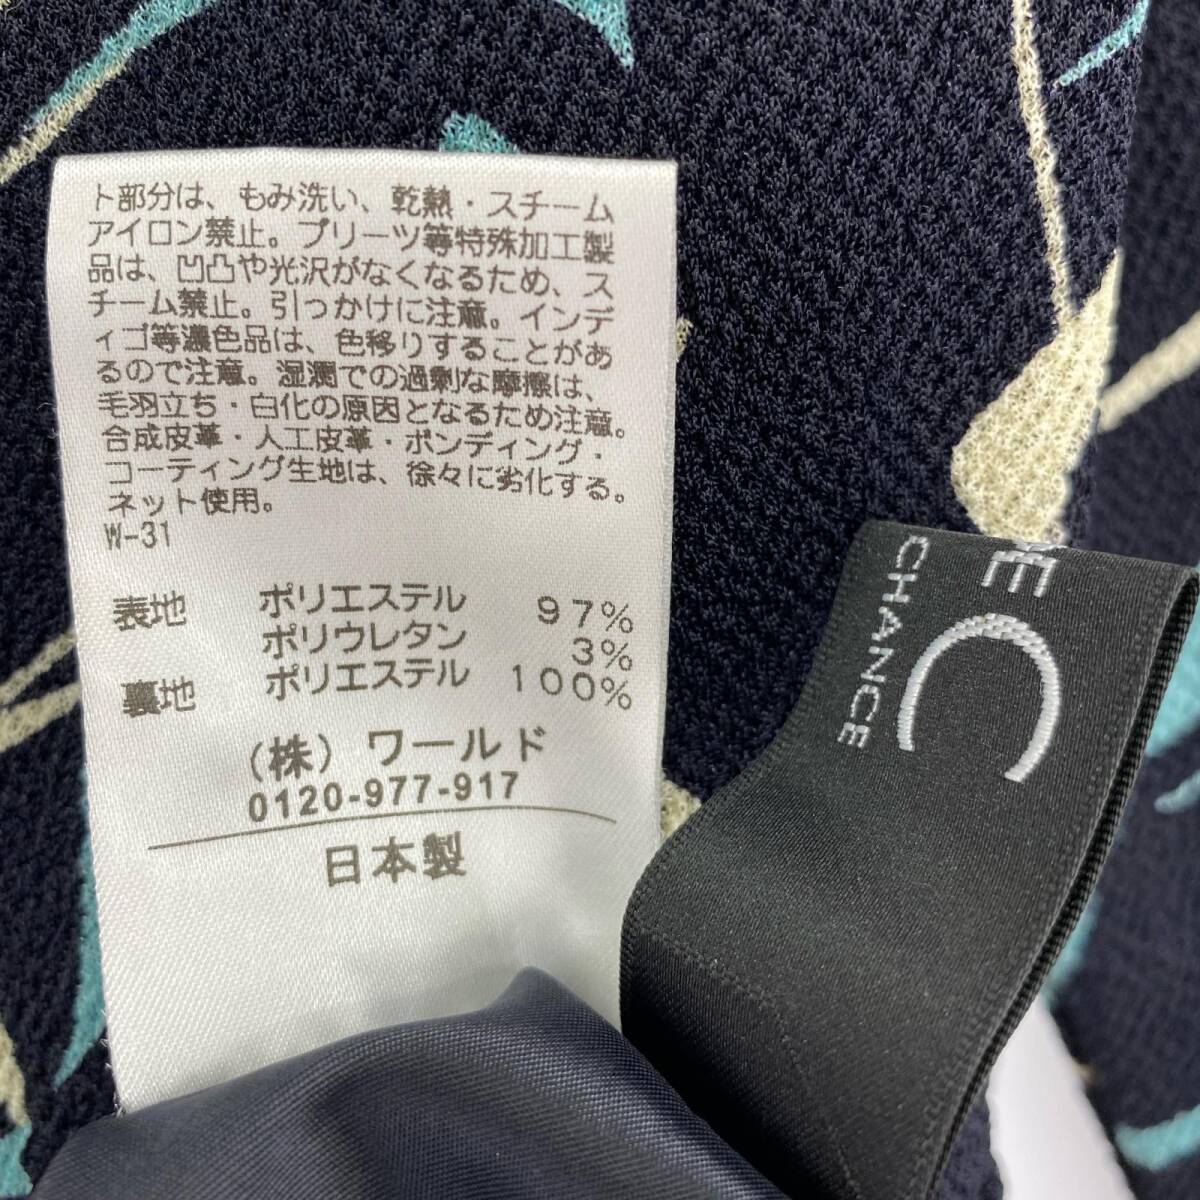 ト部分は、もみ洗い、乾熱・スチーム
アイロン禁止。プリーツ等特殊加工製
品は、凹凸や光沢がなくなるため、ス
チーム禁止。引っかけに注意。インデ
ィゴ等濃色品は、色移りすることがあ
るので注意。湿潤での過剰な摩擦は、
毛羽立ち・白化の原因となるため注意。
合成皮革・人工皮革・ボンディング・
コーティング生地は、徐々に劣化する。
ネット使用。
W-31
表地 ポリエステル 97%
ポリウレタン 3%
裏地 ポリエステル 100%
(株) ワールド
0120-977-917
日本製
C
CHANCE